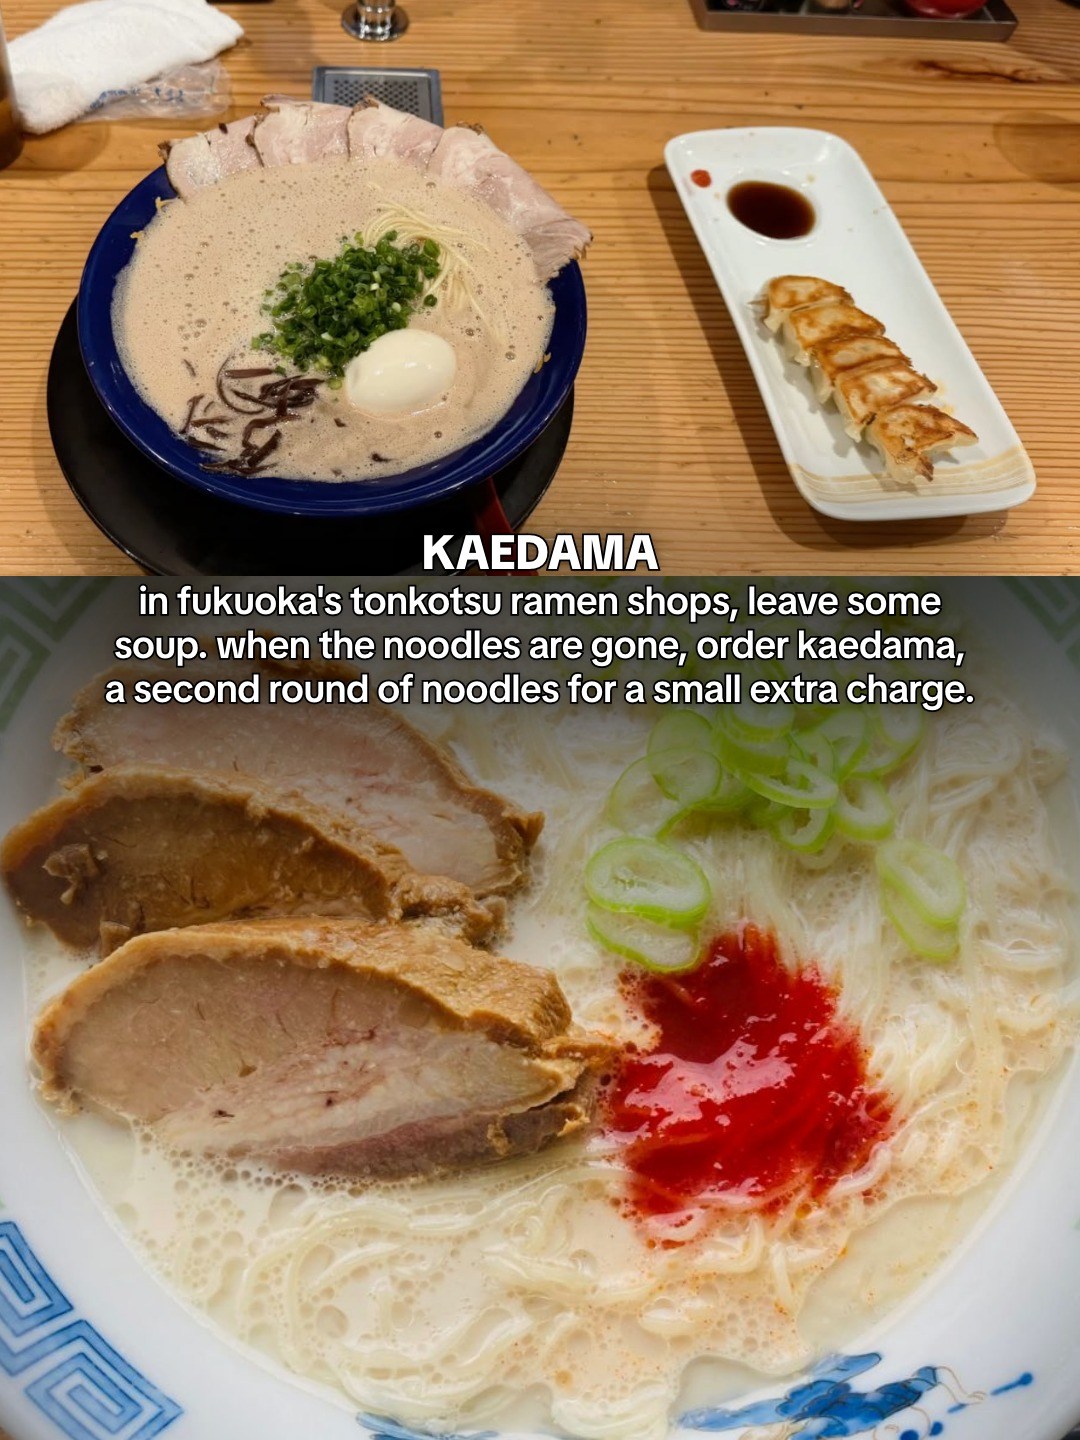 KAEDAMA
in fukuoka's tonkotsu ramen shops, leave some
soup. when the noodles are gone, order kaedama,
a second round of noodles for a small extra charge.